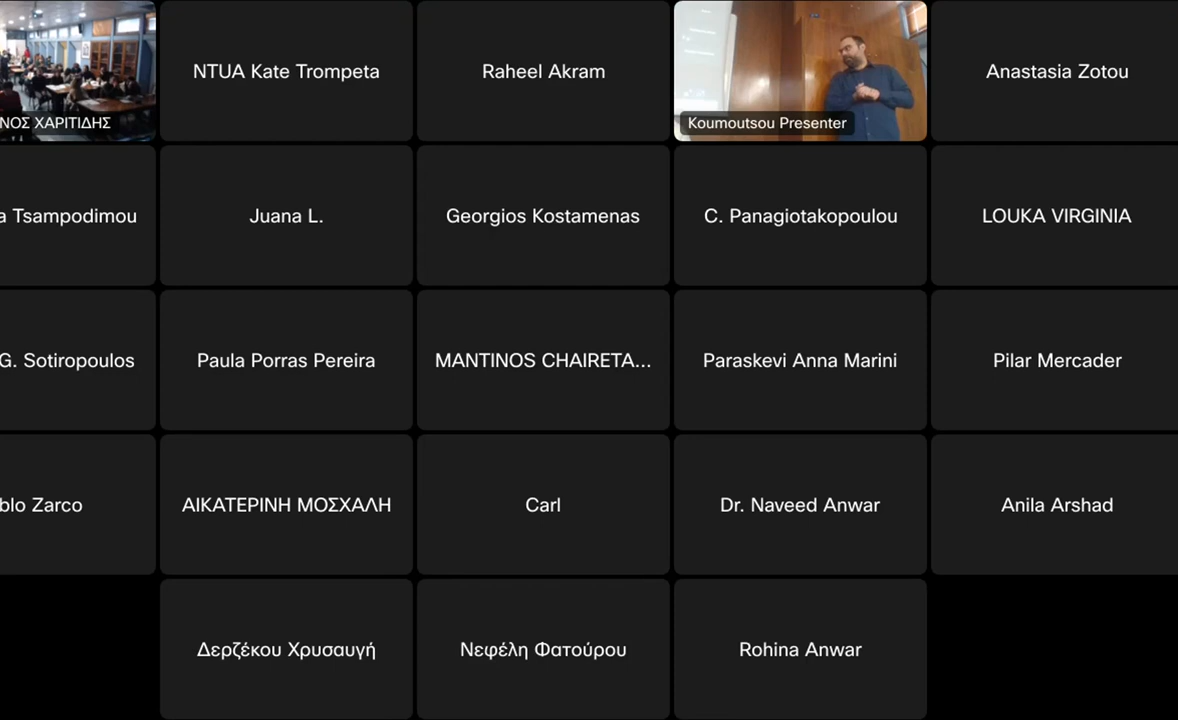 ΝΟΣ ΧΑΡΙΤΙΔΗΣ
NTUA Kate Trompeta
Raheel Akram
Koumoutsou Presenter
Anastasia Zotou
a Tsampodimou
Juana L.
Georgios Kostamenas
C. Panagiotakopoulou
LOUKA VIRGINIA
G. Sotiropoulos
Paula Porras Pereira
MANTINOS CHAIRETA...
Paraskevi Anna Marini
Pilar Mercader
blo Zarco
ΑΙΚΑΤΕΡΙΝΗ ΜΟΣΧΑΛΗ
Carl
Dr. Naveed Anwar
Anila Arshad
Δερζέκου Χρυσαυγή
Νεφέλη Φατούρου
Rohina Anwar